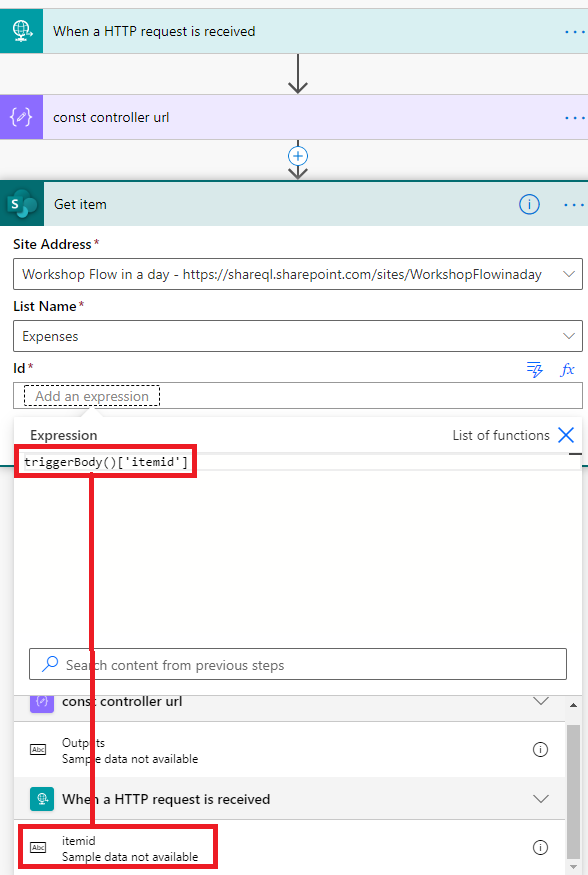 When a HTTP request is received
const controller url
Get item
Site Address*
Workshop Flow in a day - https://shareql.sharepoint.com/sites/WorkshopFlowinaday
List Name*
Expenses
Id*
fx
Add an expression
Expression
List of functions
triggerBody()['itemid']
Search content from previous steps
const controller url
Abc
Outputs
Sample data not available
When a HTTP request is received
Abc
itemid
Sample data not available